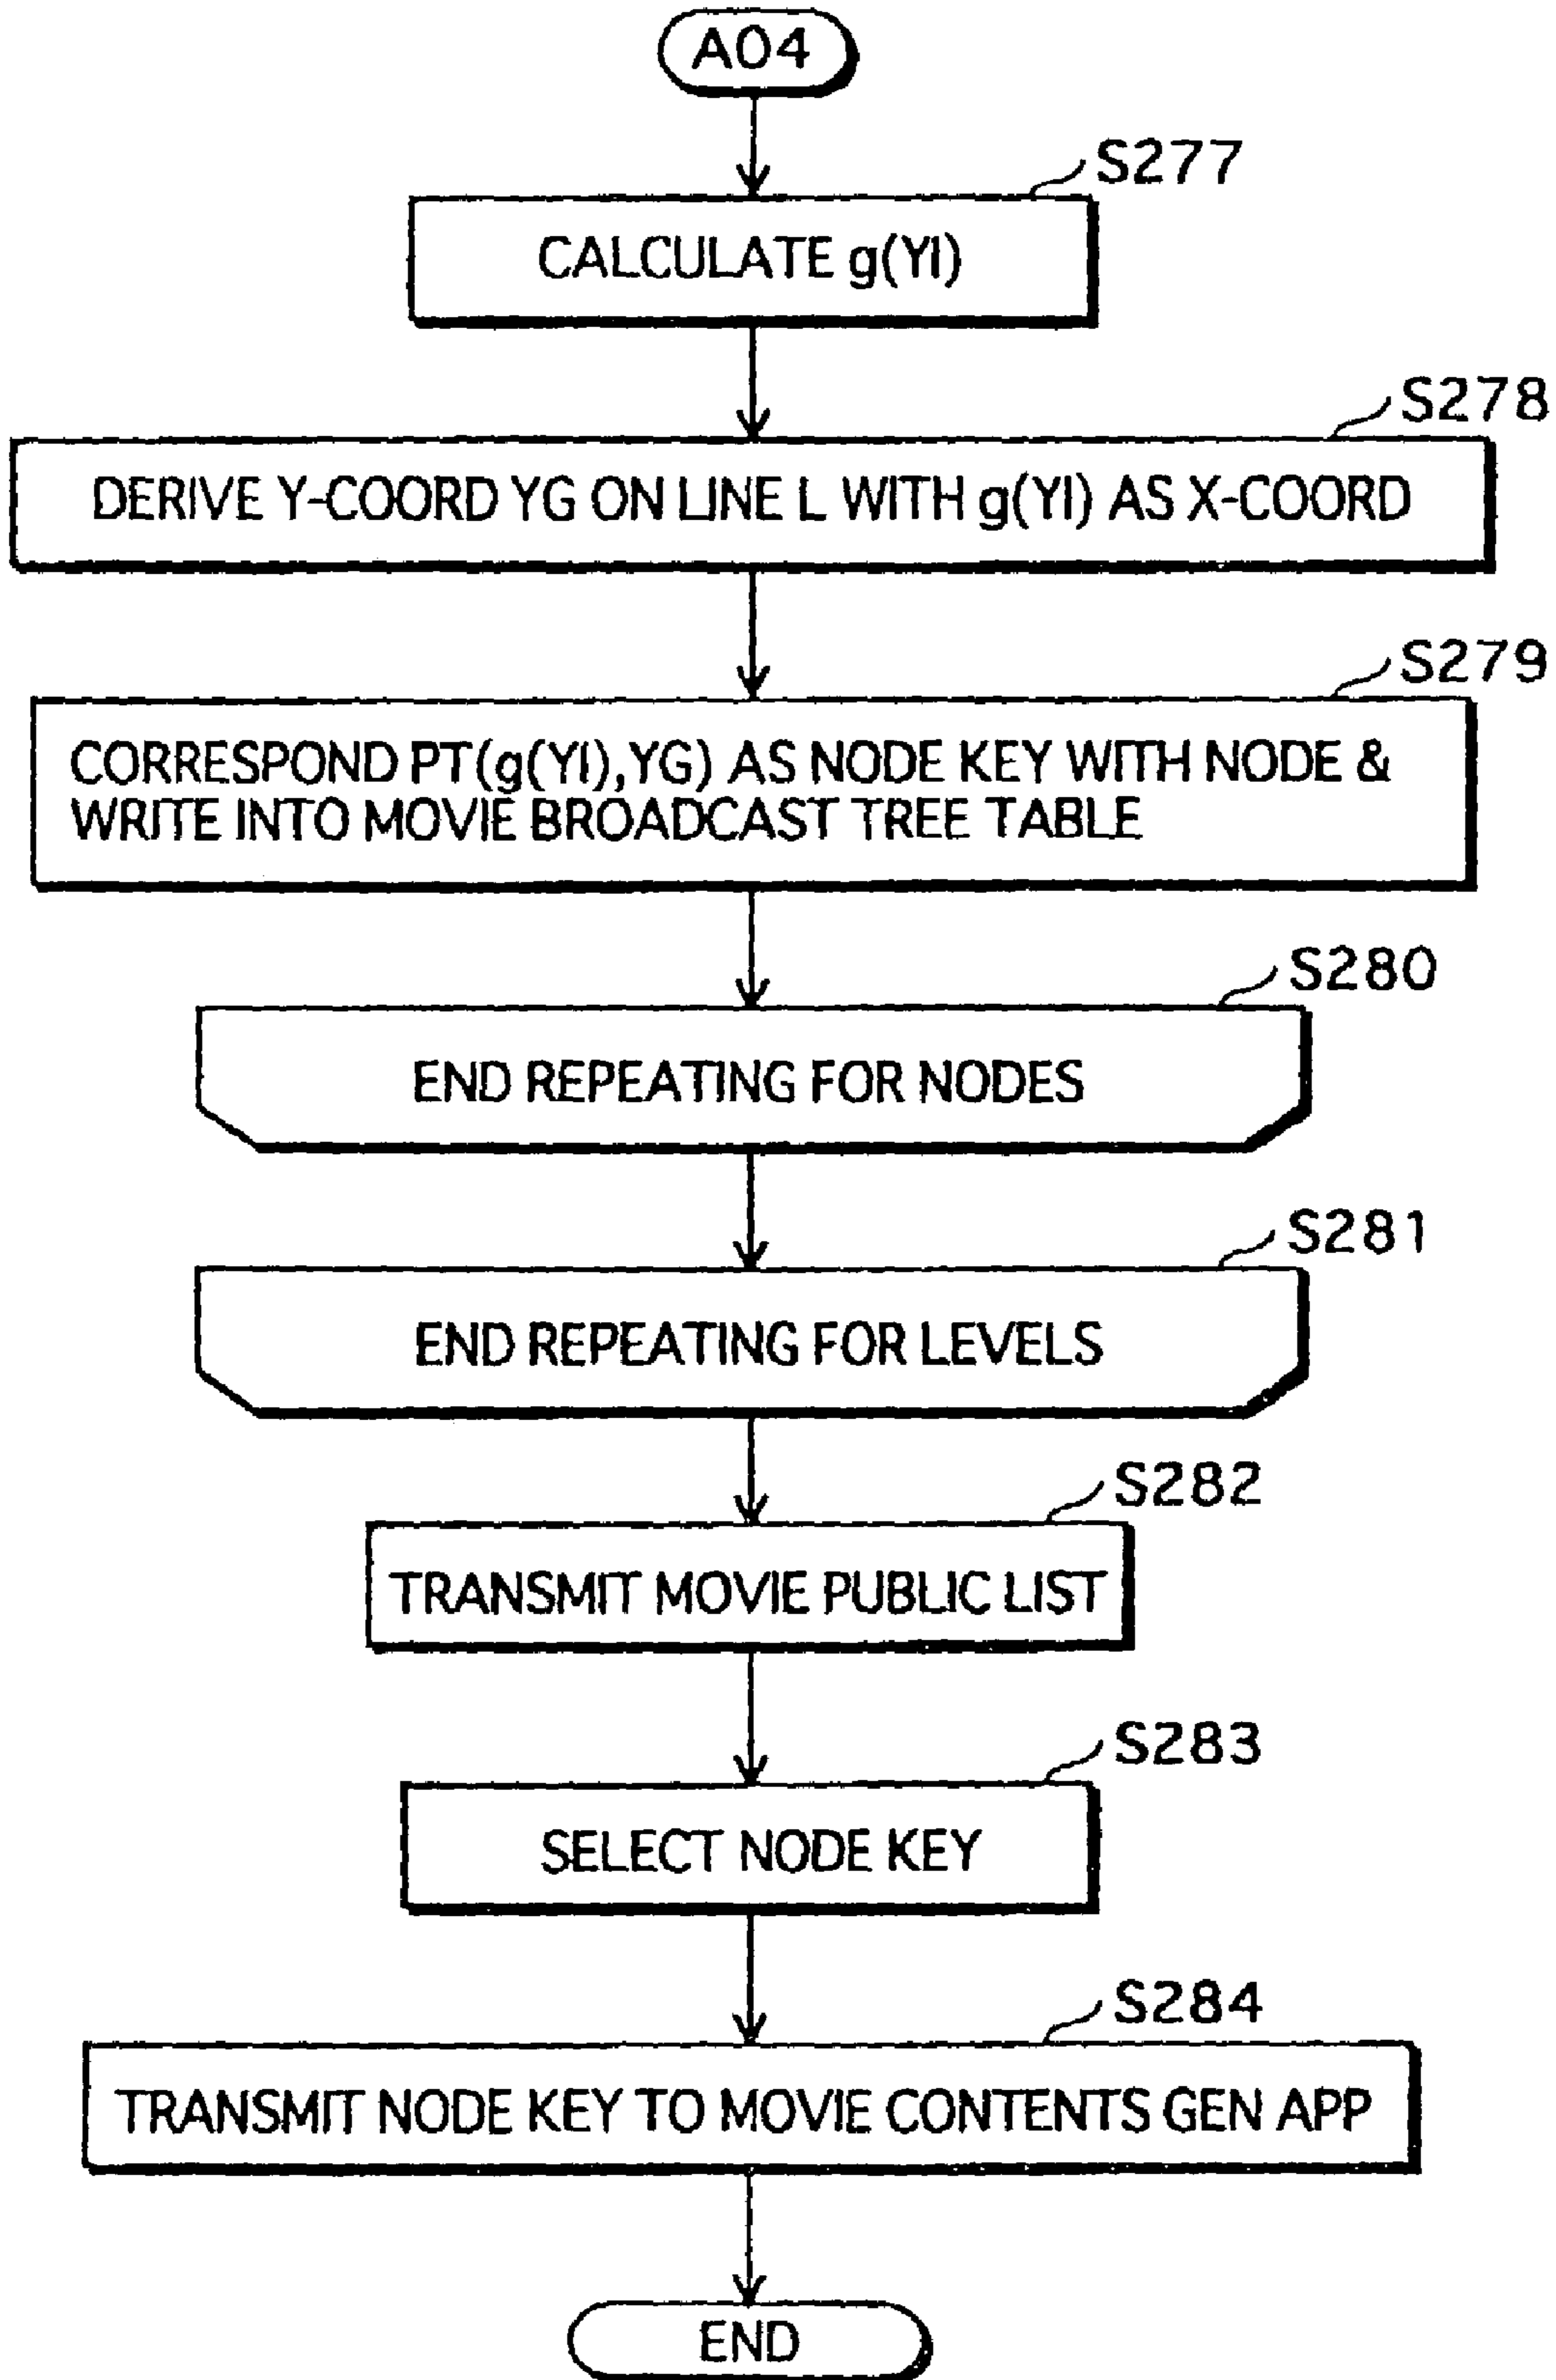 A04
S277
CALCULATE g(YI)
S278
DERIVE Y-COORD YG ON LINE L WITH g(YI) AS X-COORD
S279
CORRESPOND PT(g(YI),YG) AS NODE KEY WITH NODE &
WRITE INTO MOVIE BROADCAST TREE TABLE
S280
END REPEATING FOR NODES
S281
END REPEATING FOR LEVELS
S282
TRANSMIT MOVIE PUBLIC LIST
S283
SELECT NODE KEY
S284
TRANSMIT NODE KEY TO MOVIE CONTENTS GEN APP
END